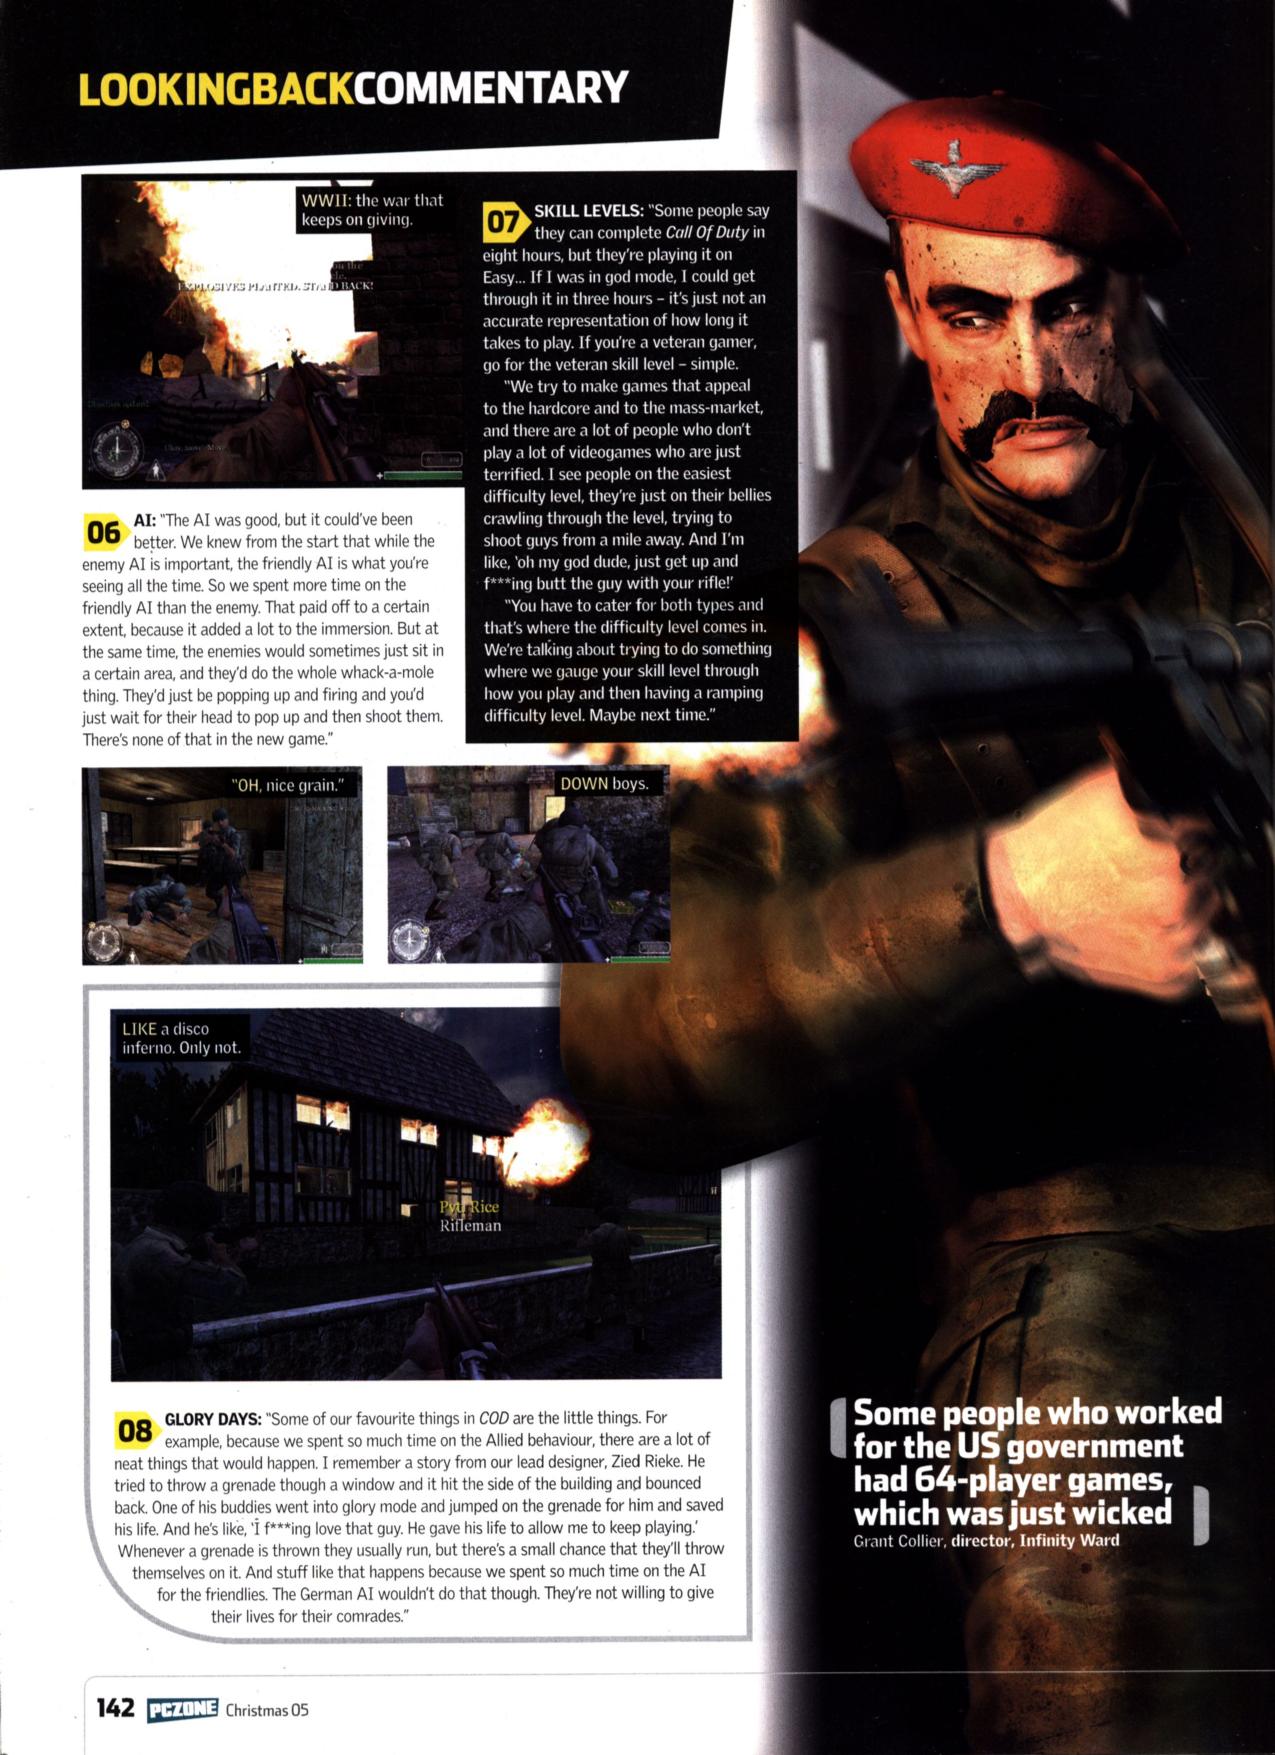 LOOKINGBACKCOMMENTARY
WWII: the war that
keeps on giving.
EXPLOSIVES PLANTED. STAND BACK!
06 AI: "The AI was good, but it could've been
better. We knew from the start that while the
enemy AI is important, the friendly AI is what you're
seeing all the time. So we spent more time on the
friendly AI than the enemy. That paid off to a certain
extent, because it added a lot to the immersion. But at
the same time, the enemies would sometimes just sit in
a certain area, and they'd do the whole whack-a-mole
thing. They'd just be popping up and firing and you'd
just wait for their head to pop up and then shoot them.
There's none of that in the new game."
07 SKILL LEVELS: "Some people say
they can complete Call Of Duty in
eight hours, but they're playing it on
Easy... If I was in god mode, I could get
through it in three hours – it's just not an
accurate representation of how long it
takes to play. If you're a veteran gamer,
go for the veteran skill level – simple.
"We try to make games that appeal
to the hardcore and to the mass-market,
and there are a lot of people who don't
play a lot of videogames who are just
terrified. I see people on the easiest
difficulty level, they're just on their bellies
crawling through the level, trying to
shoot guys from a mile away. And I'm
like, 'oh my god dude, just get up and
f***ing butt the guy with your rifle!'
"You have to cater for both types and
that's where the difficulty level comes in.
We're talking about trying to do something
where we gauge your skill level through
how you play and then having a ramping
difficulty level. Maybe next time."
"OH, nice grain."
DOWN boys.
LIKE a disco
inferno. Only not.
Pvt. Rice
Rifleman
08 GLORY DAYS: "Some of our favourite things in COD are the little things. For
example, because we spent so much time on the Allied behaviour, there are a lot of
neat things that would happen. I remember a story from our lead designer, Zied Rieke. He
tried to throw a grenade though a window and it hit the side of the building and bounced
back. One of his buddies went into glory mode and jumped on the grenade for him and saved
his life. And he's like, 'I f***ing love that guy. He gave his life to allow me to keep playing.'
Whenever a grenade is thrown they usually run, but there's a small chance that they'll throw
themselves on it. And stuff like that happens because we spent so much time on the AI
for the friendlies. The German AI wouldn't do that though. They're not willing to give
their lives for their comrades."
Some people who worked
for the US government
had 64-player games,
which was just wicked
Grant Collier, director, Infinity Ward
142 PCZONE Christmas 05